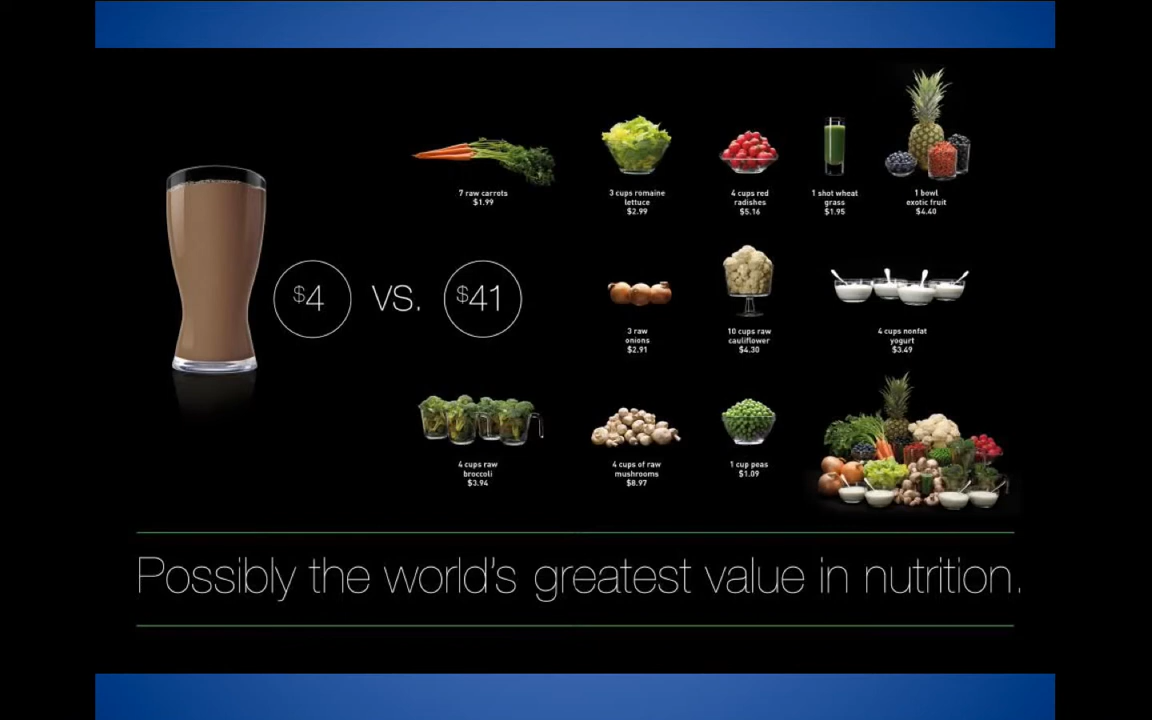 7 raw carrots
$1.99
3 cups romaine
lettuce
$2.99
4 cups red
radishes
$5.16
1 shot wheat
grass
$1.95
1 bowl
exotic fruit
$4.40
$4 VS. $41
3 raw
onions
$2.91
10 cups raw
cauliflower
$4.30
4 cups nonfat
yogurt
$3.49
4 cups raw
broccoli
$3.94
4 cups of raw
mushrooms
$8.97
1 cup peas
$1.09
Possibly the world's greatest value in nutrition.